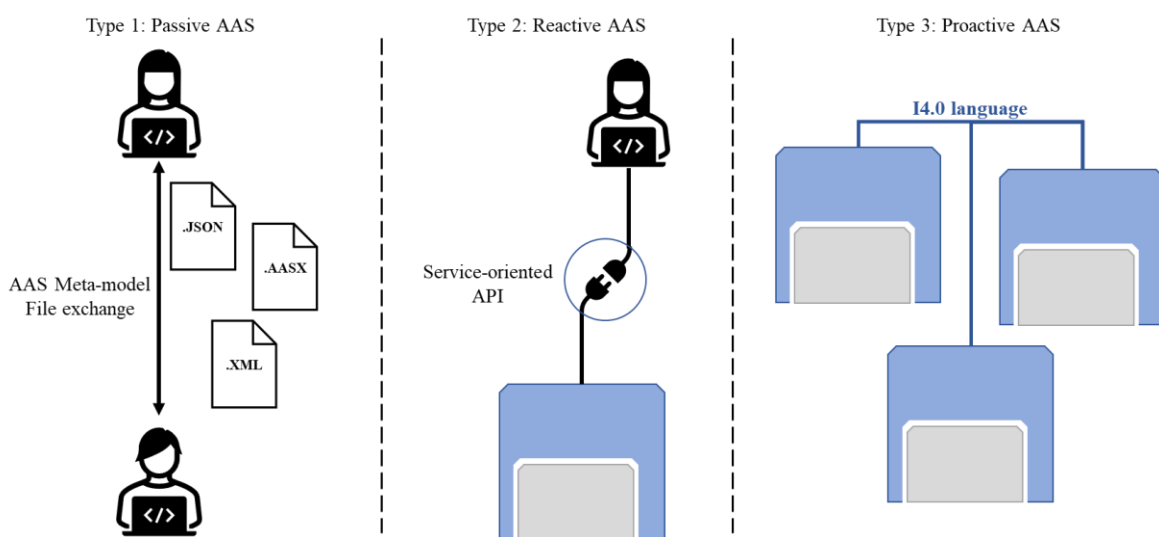 Type 1: Passive AAS
</>
.JSON
.AASX
AAS Meta-model
File exchange
.XML
</>
Type 2: Reactive AAS
</>
Service-oriented
API
Type 3: Proactive AAS
I4.0 language